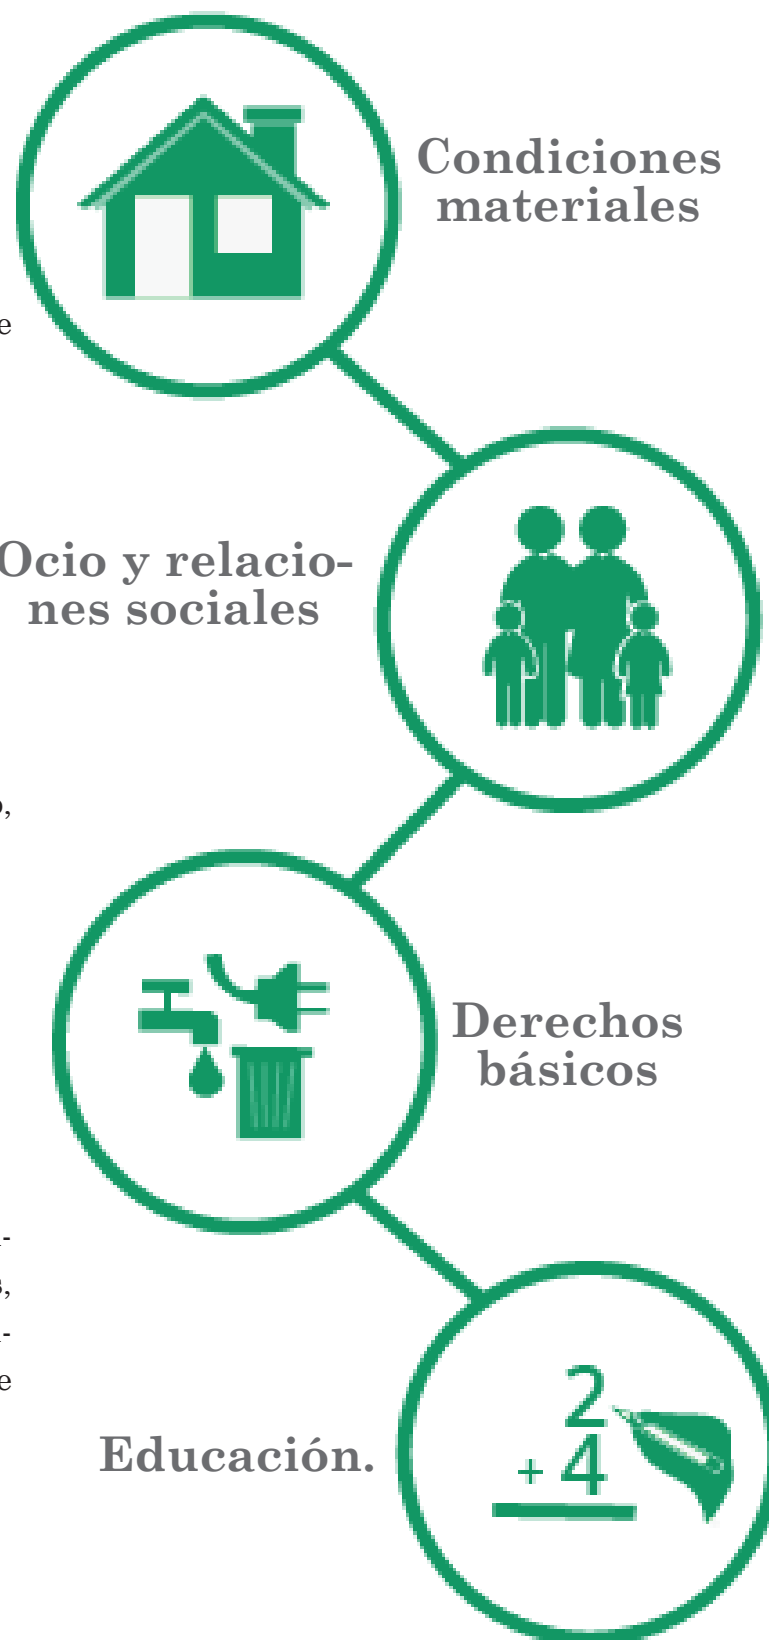 Condiciones
materiales
e
Ocio y relacio-
nes sociales
o,
Derechos
básicos
-
s,
-
e
2
+ 4
Educación.